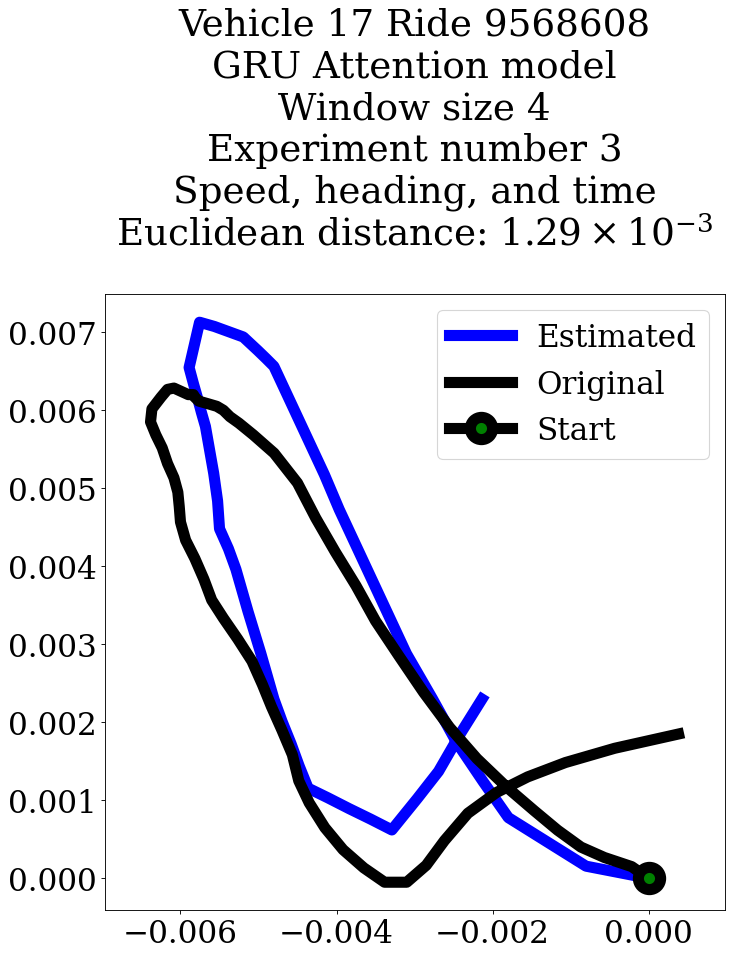 Vehicle 17 Ride 9568608
GRU Attention model
Window size 4
Experiment number 3
Speed, heading, and time
Euclidean distance: 1.29 × 10⁻³
Estimated
Original
Start
0.007
0.006
0.005
0.004
0.003
0.002
0.001
0.000
−0.006 −0.004 −0.002 0.000